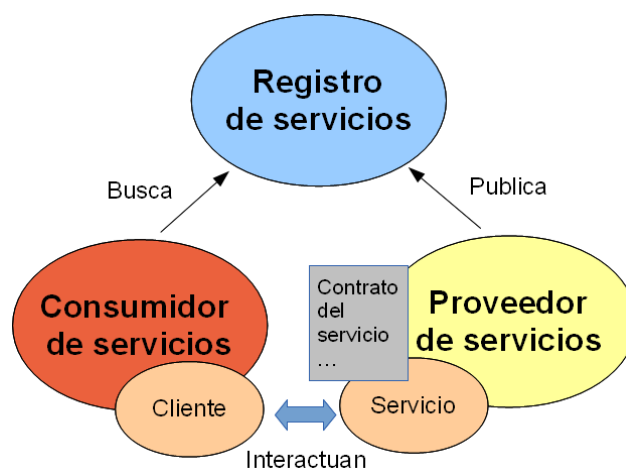 Registro
de servicios
Busca
Publica
Consumidor
de servicios
Contrato
del
servicio
...
Proveedor
de servicios
Cliente
Servicio
Interactuan